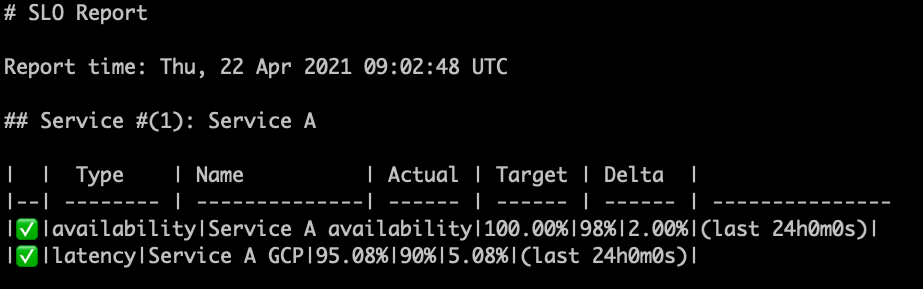 # SLO Report
Report time: Thu, 22 Apr 2021 09:02:48 UTC
## Service #(1): Service A
|  |  Type    | Name          | Actual | Target | Delta  |
|--| -------- | --------------| ------ | ------ | ------ | ---------------
|✅|availability|Service A availability|100.00%|98%|2.00%|(last 24h0m0s)|
|✅|latency|Service A GCP|95.08%|90%|5.08%|(last 24h0m0s)|